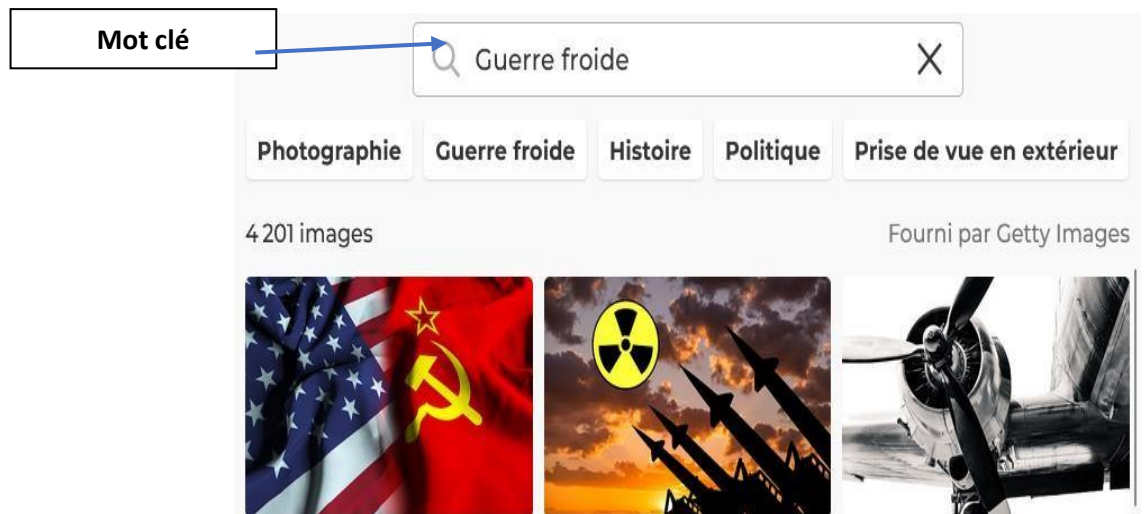 Mot clé
Guerre froide
Photographie Guerre froide Histoire Politique Prise de vue en extérieur
4 201 images Fourni par Getty Images